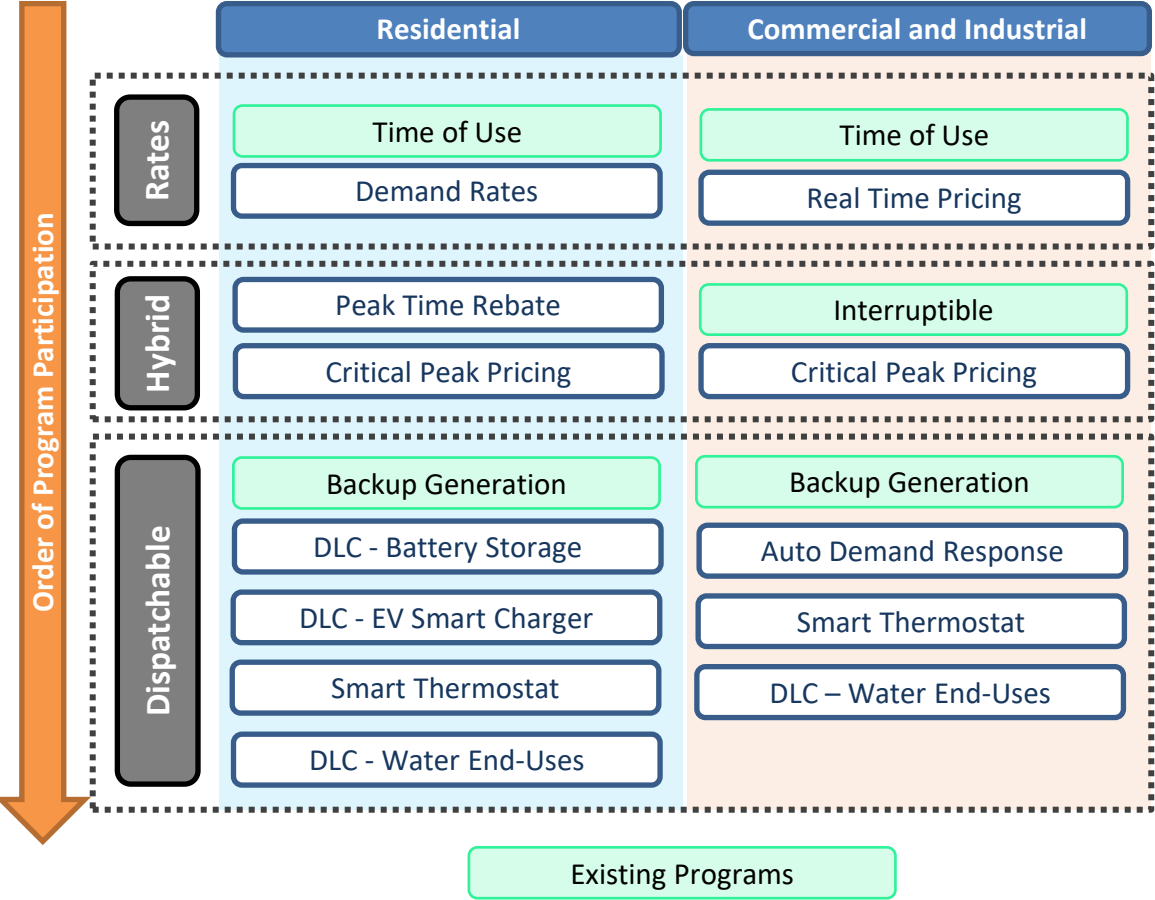 Order of Program Participation
Residential
Commercial and Industrial
Rates
Time of Use
Time of Use
Demand Rates
Real Time Pricing
Hybrid
Peak Time Rebate
Interruptible
Critical Peak Pricing
Critical Peak Pricing
Dispatchable
Backup Generation
Backup Generation
DLC - Battery Storage
Auto Demand Response
DLC - EV Smart Charger
Smart Thermostat
Smart Thermostat
DLC – Water End-Uses
DLC - Water End-Uses
Existing Programs